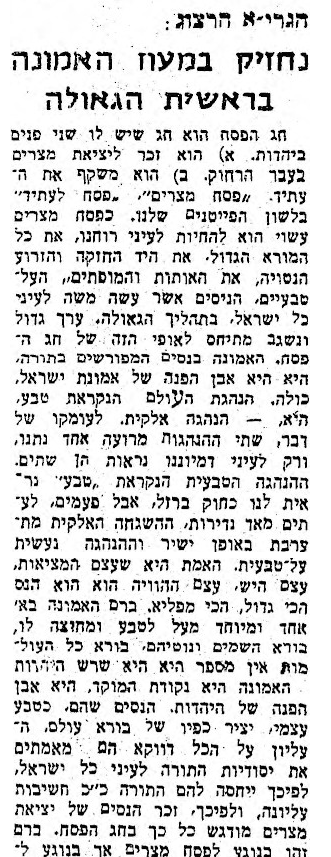 הגרי״א הרצוג:
נחזיק במעוז האמונה
בראשית הגאולה
חג הפסח הוא חג שיש לו שני פנים
ביהדות. א) הוא זכר ליציאת מצרים
בעבר הרחוק. ב) הוא משקף את ה־
עתיד. „פסח מצרים״, „פסח לעתיד״
בלשון הפייטנים שלנו. כפסח מצרים
עשוי הוא להחיות לעיני רוחנו, את כל
המורא הגדול, את היד החזקה והזרוע
הנטויה, את האותות והמופתים, העל־
טבעיים, הניסים אשר עשה משה לעיני
כל ישראל, בתהליך הגאולה. ערך גדול
ונשגב מתיחס לאופי הזה של חג ה־
פסח. האמונה בנסים המפורשים בתורה,
היא היא אבן הפנה של אמונת ישראל,
כולה. הנהגת העולם הנקראת טבע,
היא, — הנהגה אלקית. לעומקו של
דבר, שתי ההנהגות מרועה אחד נתנו,
ורק לעיני דמיוננו נראות הן שתים.
ההנהגה הטבעית הנקראת „טבע״ נר־
אית לנו כחוק ברזל, אבל פעמים, לע־
תים מאד נדירות, ההשגחה האלקית מת־
ערבת באופן ישיר וההנהגה נעשית
על־טבעית. האמת היא שעצם המציאות,
עצם היש, עצם ההוויה הוא הוא הנס
הכי גדול, הכי מפליא. ברם האמונה בא׳
אחד ומיוחד מעל לטבע ומחוצה לו,
בורא השמים ונוטיהם, בורא כל העול־
מות אין מספר היא היא שרש היהדות
האמונה היא נקודת המוקד, היא אבן
הפנה של היהדות. הנסים שהם, כטבע
עצמי, יציר כפיו של בורא עולם, ה־
עליון על הכל דווקא הם מאמתים
את יסודיות התורה לעיני כל ישראל,
לפיכך ייחסה להם התורה כ״כ חשיבות
עליונה, ולפיכך, זכר הנסים של יציאת
מצרים מודגש כל כך בחג הפסח. ברם
זהו בנוגע לפסח מצרים אך בנוגע ל־